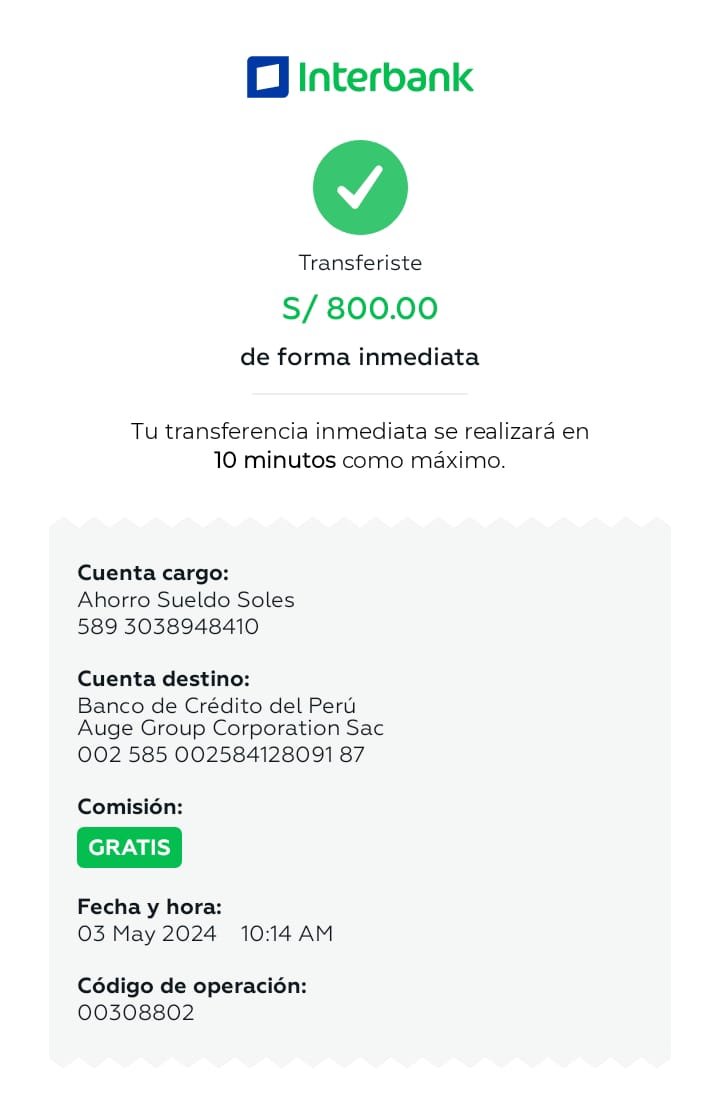 Interbank
Transferiste
S/ 800.00
de forma inmediata
Tu transferencia inmediata se realizará en
10 minutos como máximo.
Cuenta cargo:
Ahorro Sueldo Soles
589 3038948410
Cuenta destino:
Banco de Crédito del Perú
Auge Group Corporation Sac
002 585 002584128091 87
Comisión:
GRATIS
Fecha y hora:
03 May 2024 10:14 AM
Código de operación:
00308802